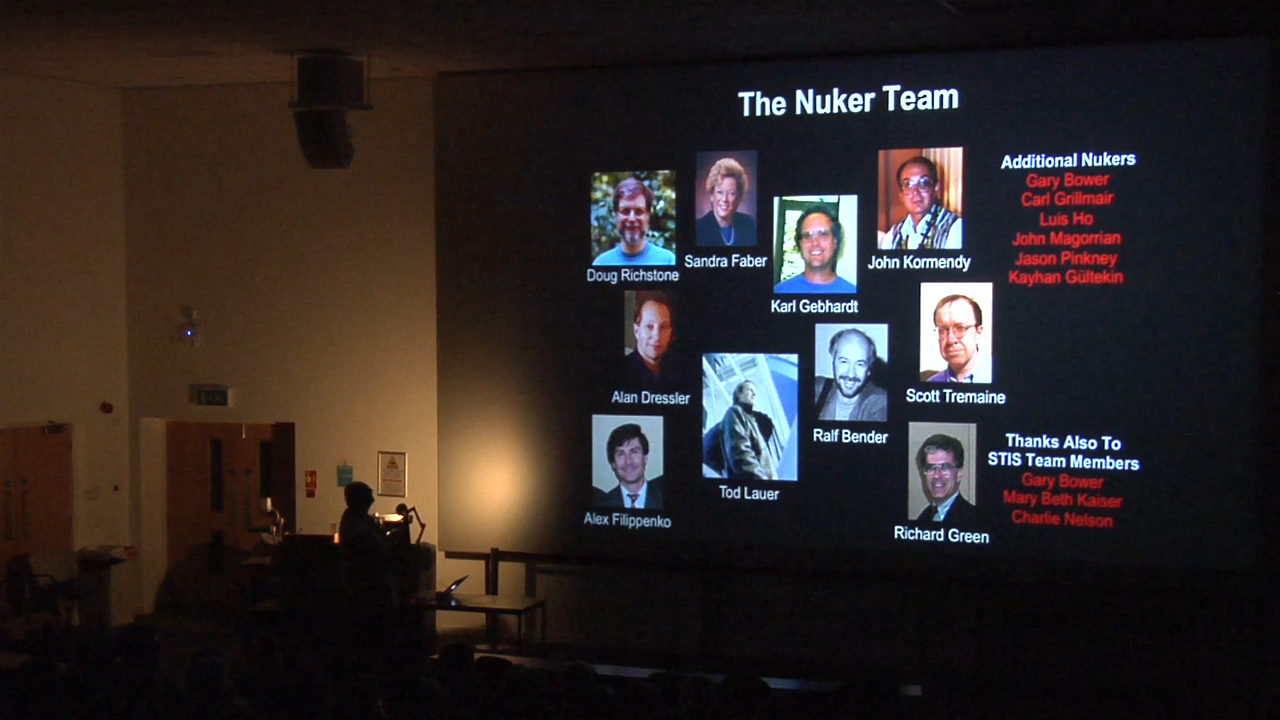 The Nuker Team
Doug Richstone
Sandra Faber
Karl Gebhardt
John Kormendy
Additional Nukers
Gary Bower
Carl Grillmair
Luis Ho
John Magorrian
Jason Pinkney
Kayhan Gültekin
Alan Dressler
Tod Lauer
Ralf Bender
Scott Tremaine
Alex Filippenko
Richard Green
Thanks Also To
STIS Team Members
Gary Bower
Mary Beth Kaiser
Charlie Nelson